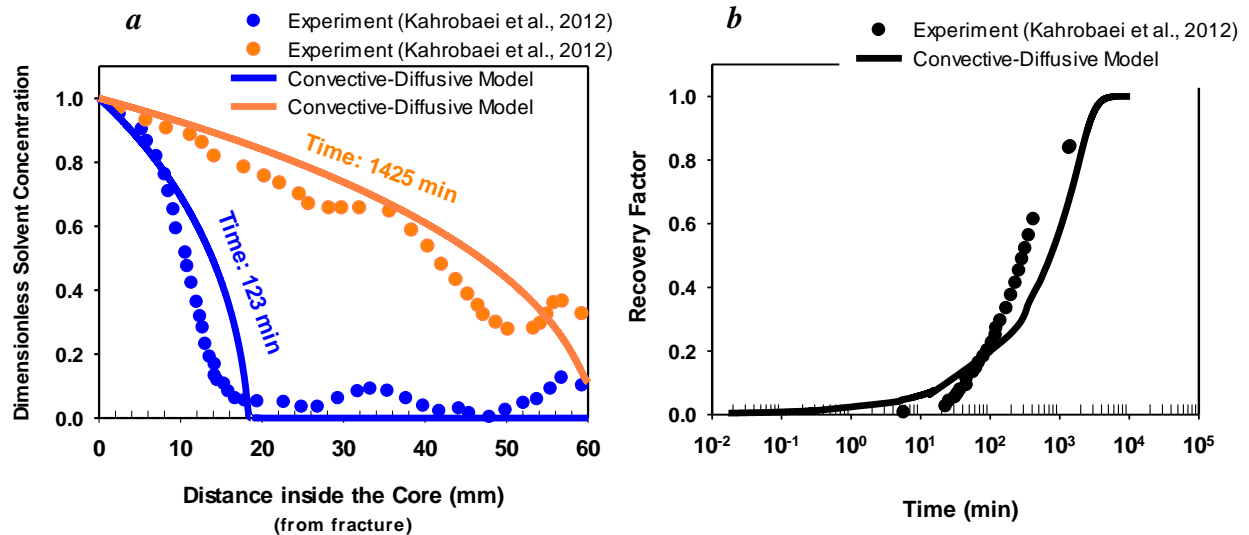 a
Experiment (Kahrobaei et al., 2012)
Experiment (Kahrobaei et al., 2012)
Convective-Diffusive Model
Convective-Diffusive Model
Dimensionless Solvent Concentration
1.0
0.8
0.6
0.4
0.2
0.0
Time: 1425 min
Time: 123 min
0 10 20 30 40 50 60
Distance inside the Core (mm)
(from fracture)
b
Experiment (Kahrobaei et al., 2012)
Convective-Diffusive Model
Recovery Factor
1.0
0.8
0.6
0.4
0.2
0.0
10⁻² 10⁻¹ 10⁰ 10¹ 10² 10³ 10⁴ 10⁵
Time (min)